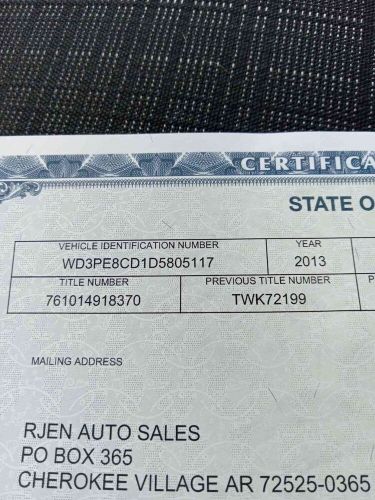 CERTIFICA
STATE O
VEHICLE IDENTIFICATION NUMBER YEAR
WD3PE8CD1D5805117 2013
TITLE NUMBER PREVIOUS TITLE NUMBER P
761014918370 TWK72199
MAILING ADDRESS
RJEN AUTO SALES
PO BOX 365
CHEROKEE VILLAGE AR 72525-0365